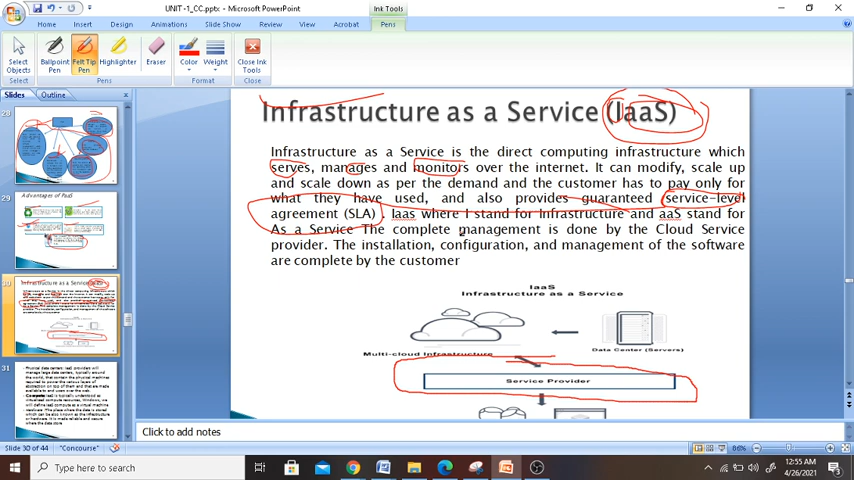 UNIT -1_CC.pptx - Microsoft PowerPoint
Ink Tools
Home Insert Design Animations Slide Show Review View Acrobat Pens
Select Objects
Ballpoint Pen
Felt Tip Pen
Highlighter
Eraser
Color
Weight
Close Ink Tools
Select
Pens
Format
Close
Slides Outline
28
29
Advantages of PaaS
30
31
Infrastructure as a Service (IaaS)
Infrastructure as a Service is the direct computing infrastructure which
serves, manages and monitors over the internet. It can modify, scale up
and scale down as per the demand and the customer has to pay only for
what they have used, and also provides guaranteed service-level
agreement (SLA) . Iaas where I stand for Infrastructure and aaS stand for
As a Service The complete management is done by the Cloud Service
provider. The installation, configuration, and management of the software
are complete by the customer
IaaS
Infrastructure as a Service
Multi-cloud Infrastructure
Data Center (Servers)
Service Provider
Click to add notes
Slide 30 of 44
"Concourse"
86%
Type here to search
12:55 AM
4/26/2021